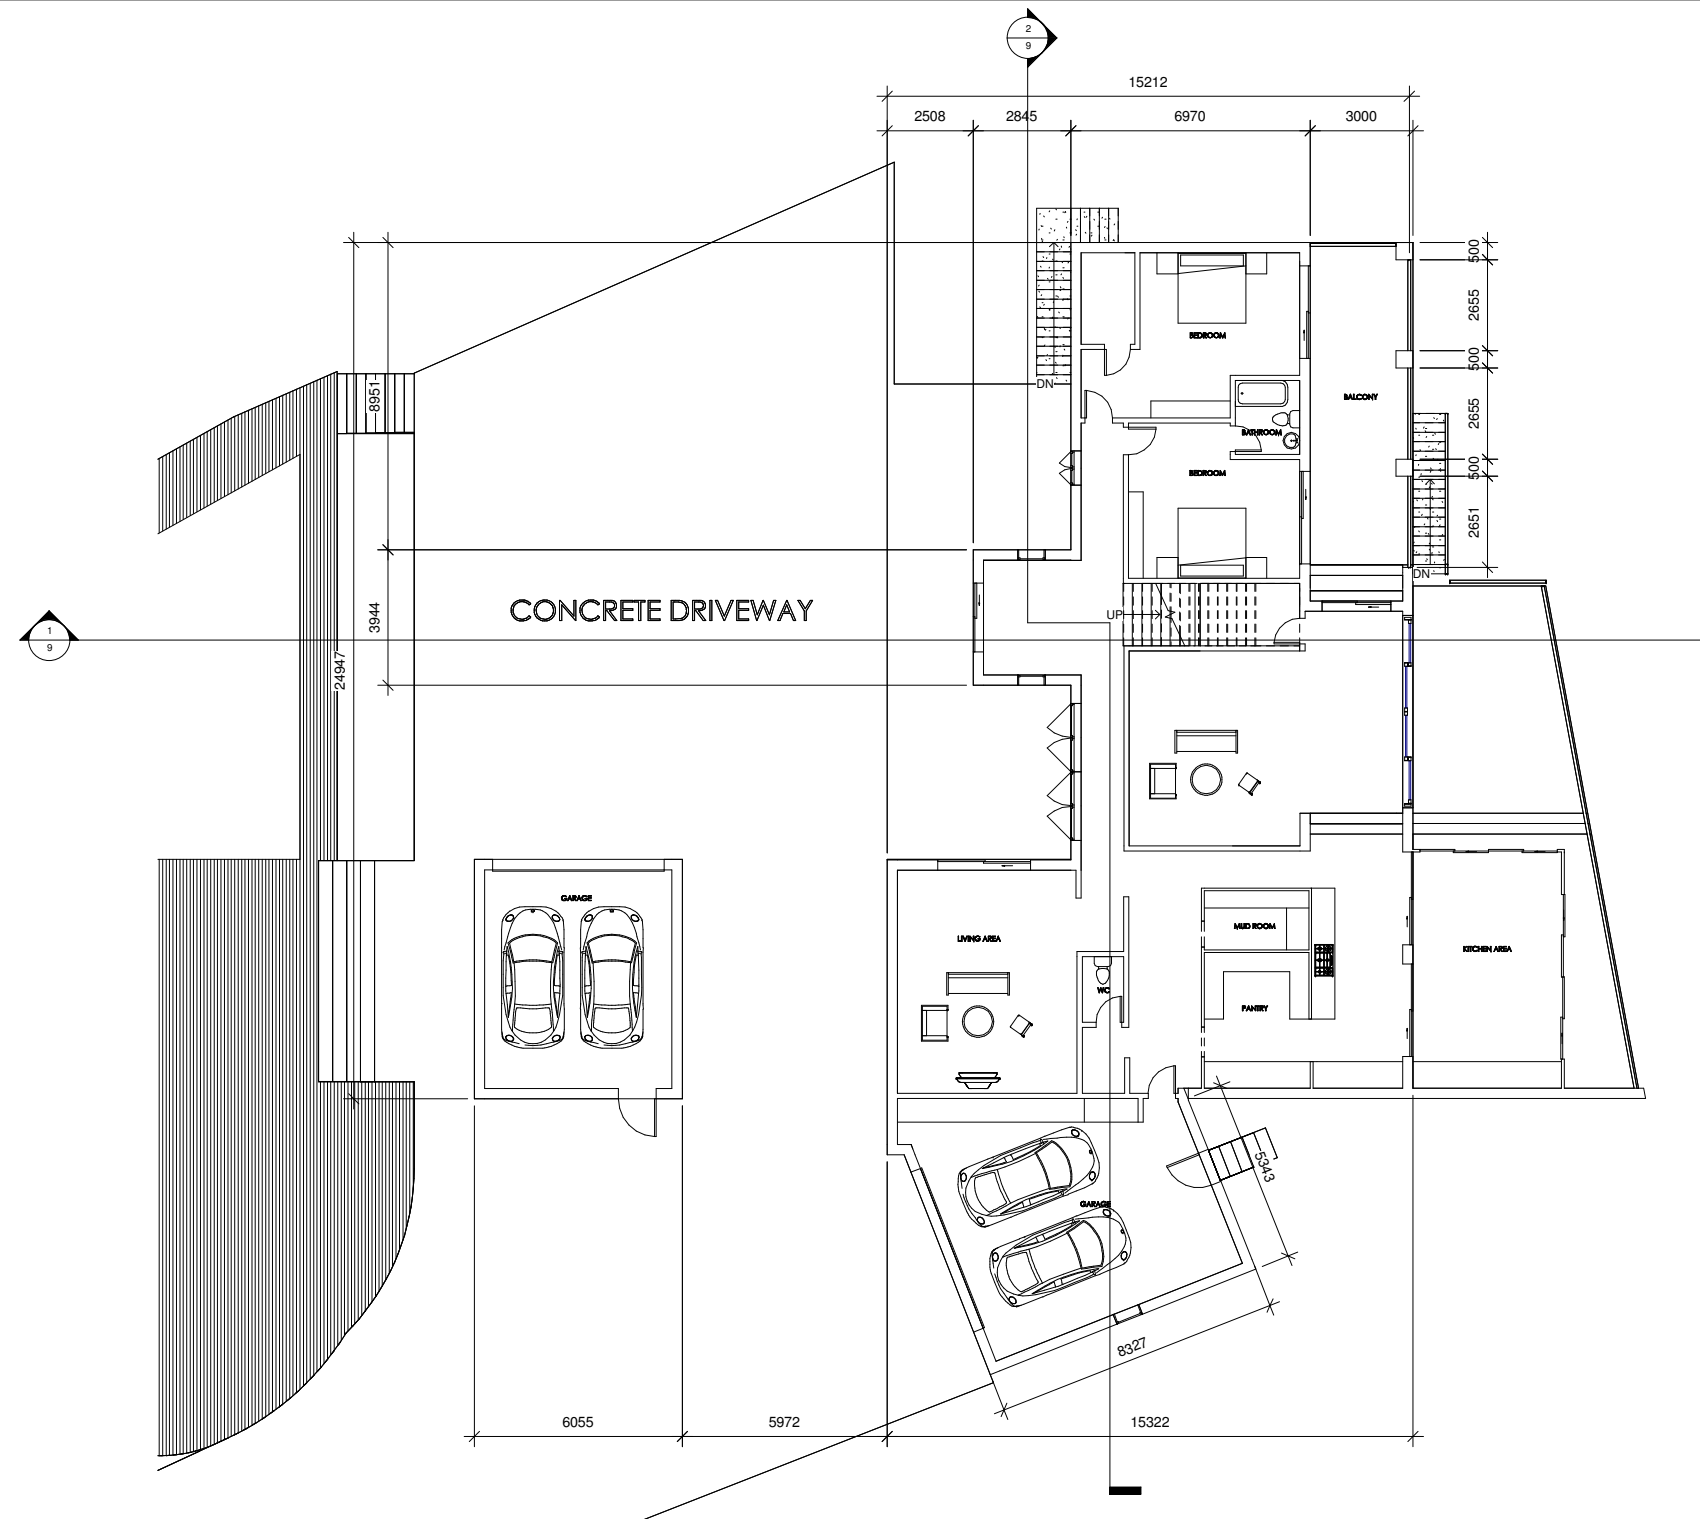 2
9
15212
2508
2845
6970
3000
500
2655
500
2655
500
2651
BEDROOM
BALCONY
DN
8951
BATHROOM
BEDROOM
DN
CONCRETE DRIVEWAY
UP
1
9
3944
24947
GARAGE
LIVING AREA
MUD ROOM
KITCHEN AREA
WC
PANTRY
5343
GARAGE
8327
6055
5972
15322